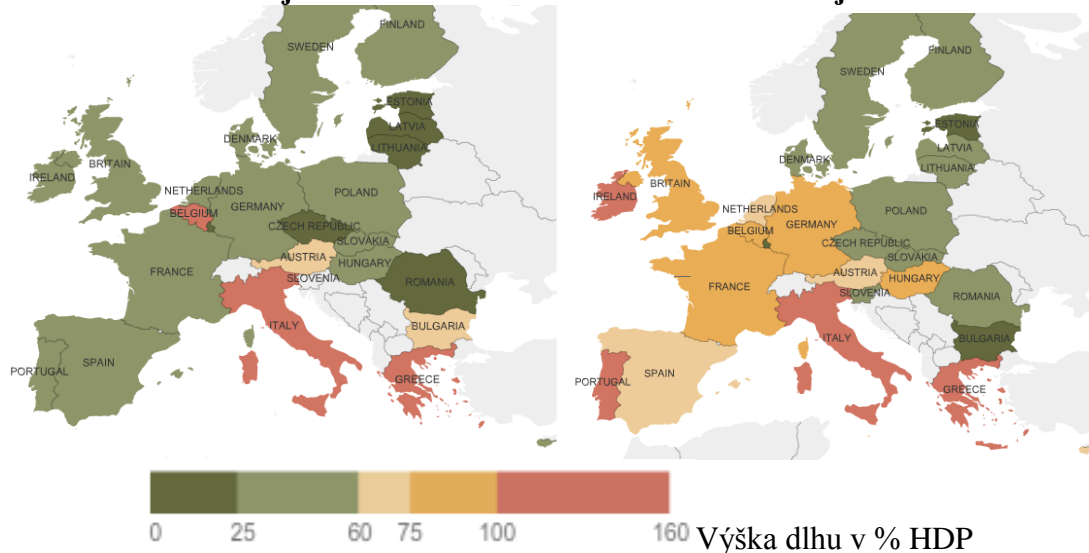 j
j
FINLAND
SWEDEN
ESTONIA
LATVIA
DENMARK
LITHUANIA
BRITAIN
IRELAND
NETHERLANDS
POLAND
GERMANY
BELGIUM
CZECH REPUBLIC
SLOVAKIA
AUSTRIA
HUNGARY
FRANCE
SLOVENIA
ROMANIA
ITALY
BULGARIA
SPAIN
PORTUGAL
GREECE
FINLAND
SWEDEN
ESTONIA
LATVIA
DENMARK
LITHUANIA
BRITAIN
IRELAND
NETHERLANDS
POLAND
GERMANY
BELGIUM
CZECH REPUBLIC
SLOVAKIA
AUSTRIA
HUNGARY
FRANCE
SLOVENIA
ROMANIA
ITALY
BULGARIA
SPAIN
PORTUGAL
GREECE
0 25 60 75 100 160 Výška dlhu v % HDP